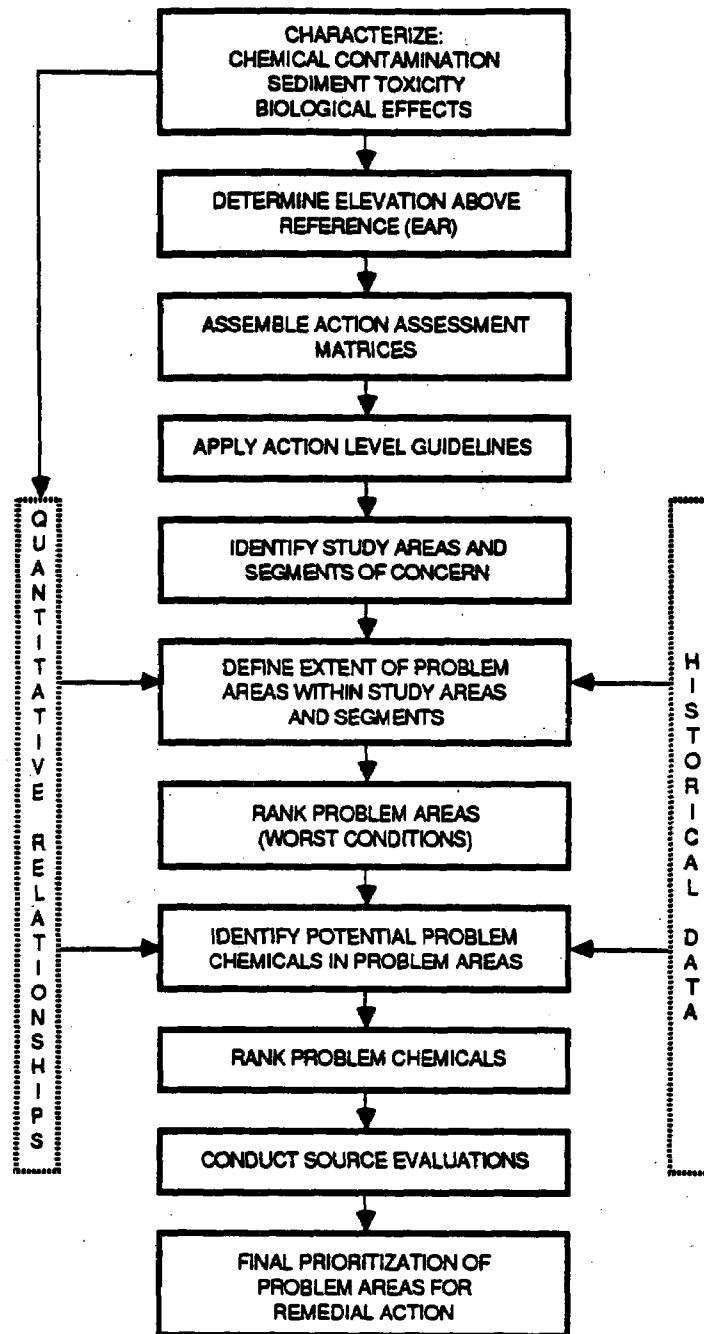 CHARACTERIZE:
CHEMICAL CONTAMINATION
SEDIMENT TOXICITY
BIOLOGICAL EFFECTS
DETERMINE ELEVATION ABOVE
REFERENCE (EAR)
ASSEMBLE ACTION ASSESSMENT
MATRICES
APPLY ACTION LEVEL GUIDELINES
IDENTIFY STUDY AREAS AND
SEGMENTS OF CONCERN
DEFINE EXTENT OF PROBLEM
AREAS WITHIN STUDY AREAS
AND SEGMENTS
RANK PROBLEM AREAS
(WORST CONDITIONS)
IDENTIFY POTENTIAL PROBLEM
CHEMICALS IN PROBLEM AREAS
RANK PROBLEM CHEMICALS
CONDUCT SOURCE EVALUATIONS
FINAL PRIORITIZATION OF
PROBLEM AREAS FOR
REMEDIAL ACTION
QUANTITATIVE RELATIONSHIPS
HISTORICAL DATA